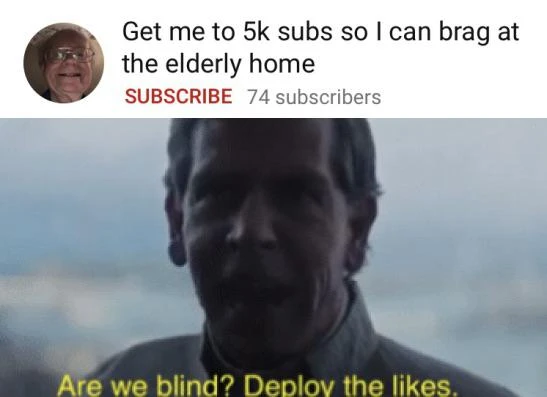 Get me to 5k subs so I can brag at
the elderly home
SUBSCRIBE 74 subscribers
Are we blind? Deploy the likes.